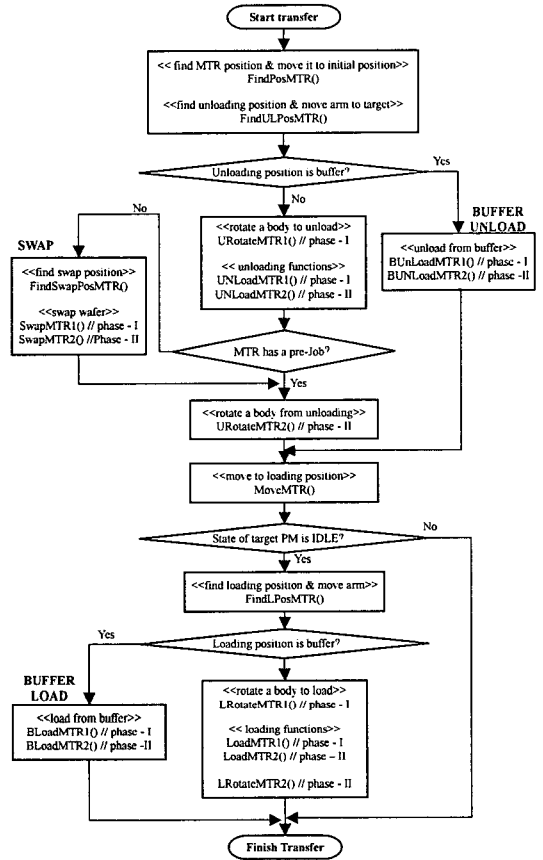 Start transfer
<< find MTR position & move it to initial position>>
FindPosMTR()
<<find unloading position & move arm to target>>
FindULPosMTR()
Unloading position is buffer?
Yes
No
No
BUFFER
UNLOAD
<<rotate a body to unload>>
URotateMTR1() // phase - I
<< unloading functions>>
UNLoadMTR1() // phase - I
UNLoadMTR2() // phase - II
<<unload from buffer>>
BUnLoadMTR1() // phase - I
BUNLoadMTR2() // phase -II
SWAP
<<find swap position>>
FindSwapPosMTR()
<<swap wafer>>
SwapMTR1() // phase - I
SwapMTR2() //Phase - II
MTR has a pre-Job?
Yes
<<rotate a body from unloading>>
URotateMTR2() // phase - II
<<move to loading position>>
MoveMTR()
State of target PM is IDLE?
No
Yes
<<find loading position & move arm>>
FindLPosMTR()
Loading position is buffer?
Yes
BUFFER
LOAD
<<load from buffer>>
BLoadMTR1() // phase - I
BLoadMTR2() // phase -II
<<rotate a body to load>>
LRotateMTR1() // phase - I
<< loading functions>>
LoadMTR1() // phase - I
LoadMTR2() // phase – II
LRotateMTR2() // phase - II
Finish Transfer